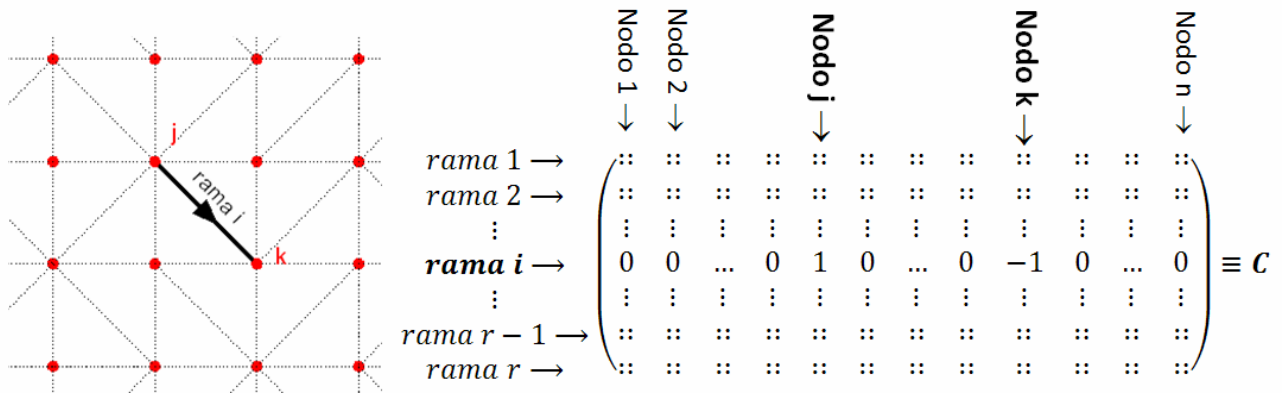 j
rama i
k
Nodo 1 → Nodo 2 → Nodo j → Nodo k → Nodo n →
rama 1 → :: :: :: :: :: :: :: :: :: :: :: ::
rama 2 → :: :: :: :: :: :: :: :: :: :: :: ::
⋮ ⋮ ⋮ ⋮ ⋮ ⋮ ⋮ ⋮ ⋮ ⋮ ⋮ ⋮ ⋮
rama i → 0 0 ... 0 1 0 ... 0 −1 0 ... 0 ≡ C
⋮ ⋮ ⋮ ⋮ ⋮ ⋮ ⋮ ⋮ ⋮ ⋮ ⋮ ⋮ ⋮
rama r − 1 → :: :: :: :: :: :: :: :: :: :: :: ::
rama r → :: :: :: :: :: :: :: :: :: :: :: ::